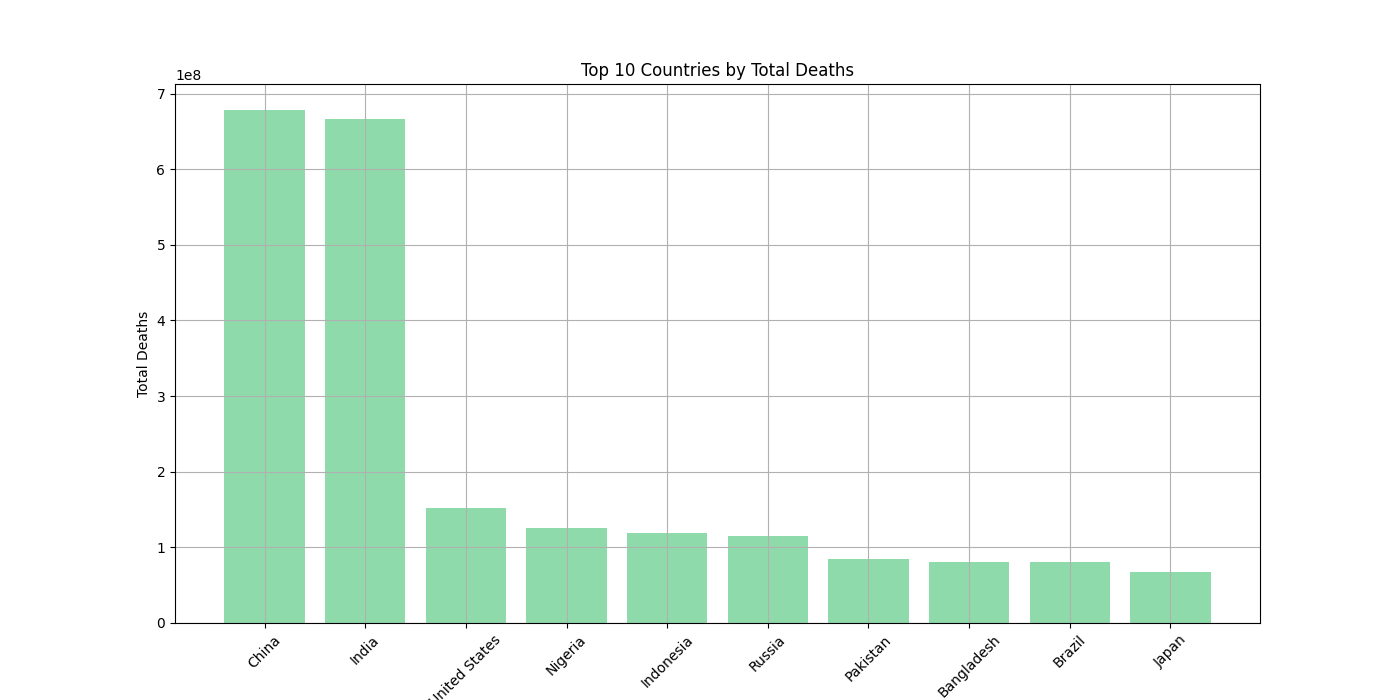 Top 10 Countries by Total Deaths
1e8
7
6
5
4
3
2
1
0
Total Deaths
China
India
United States
Nigeria
Indonesia
Russia
Pakistan
Bangladesh
Brazil
Japan